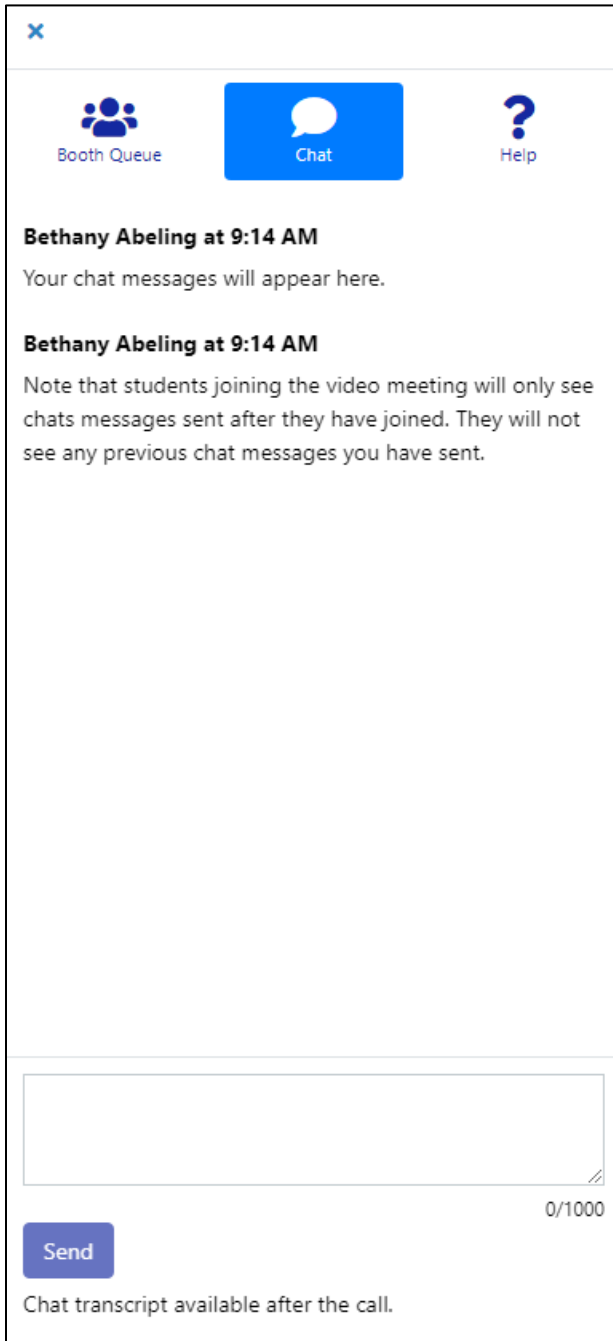 Booth Queue
Chat
Help
Bethany Abeling at 9:14 AM
Your chat messages will appear here.
Bethany Abeling at 9:14 AM
Note that students joining the video meeting will only see
chats messages sent after they have joined. They will not
see any previous chat messages you have sent.
0/1000
Send
Chat transcript available after the call.